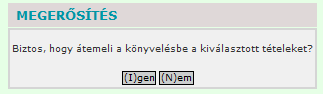 MEGERŐSÍTÉS
Biztos, hogy átemeli a könyvelésbe a kiválasztott tételeket?
(I)gen (N)em